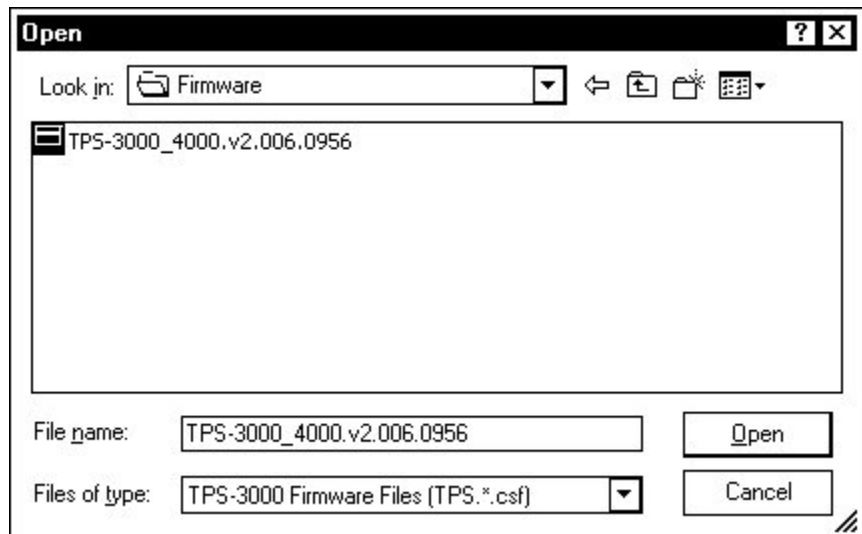 Open
Look in: Firmware
TPS-3000_4000.v2.006.0956
File name: TPS-3000_4000.v2.006.0956 Open
Files of type: TPS-3000 Firmware Files (TPS.*.csf) Cancel